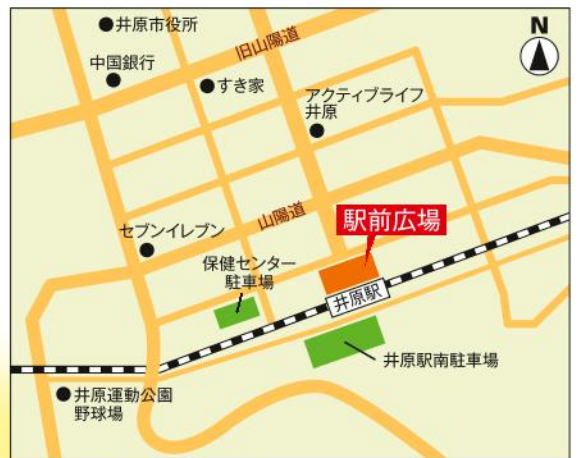 N
井原市役所
旧山陽道
中国銀行
すき家
アクティブライフ
井原
山陽道
駅前広場
セブンイレブン
保健センター
駐車場
井原駅
井原駅南駐車場
井原運動公園
野球場